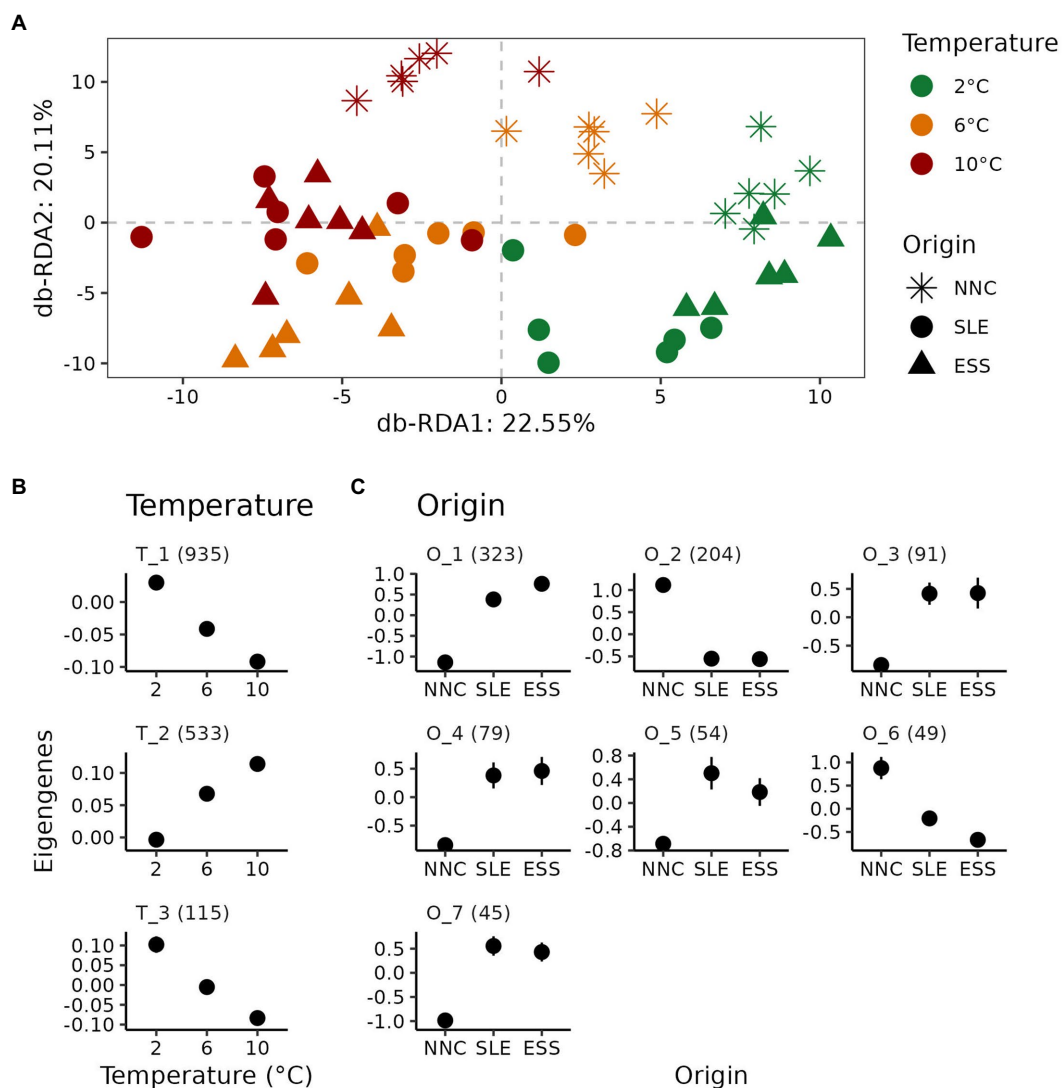 A
db-RDA2: 20.11%
10
5
0
-5
-10
-10
-5
0
5
10
db-RDA1: 22.55%
Temperature
2°C
6°C
10°C
Origin
NNC
SLE
ESS
B
Temperature
Eigengenes
T_1 (935)
0.00
-0.05
-0.10
2
6
10
T_2 (533)
0.10
0.05
0.00
2
6
10
T_3 (115)
0.10
0.05
0.00
-0.05
-0.10
2
6
10
Temperature (°C)
C
Origin
O_1 (323)
1.0
0.5
0.0
-0.5
-1.0
NNC
SLE
ESS
O_2 (204)
1.0
0.5
0.0
-0.5
NNC
SLE
ESS
O_3 (91)
0.5
0.0
-0.5
NNC
SLE
ESS
O_4 (79)
0.5
0.0
-0.5
NNC
SLE
ESS
O_5 (54)
0.8
0.4
0.0
-0.4
-0.8
NNC
SLE
ESS
O_6 (49)
1.0
0.5
0.0
-0.5
NNC
SLE
ESS
O_7 (45)
0.5
0.0
-0.5
-1.0
NNC
SLE
ESS
Origin